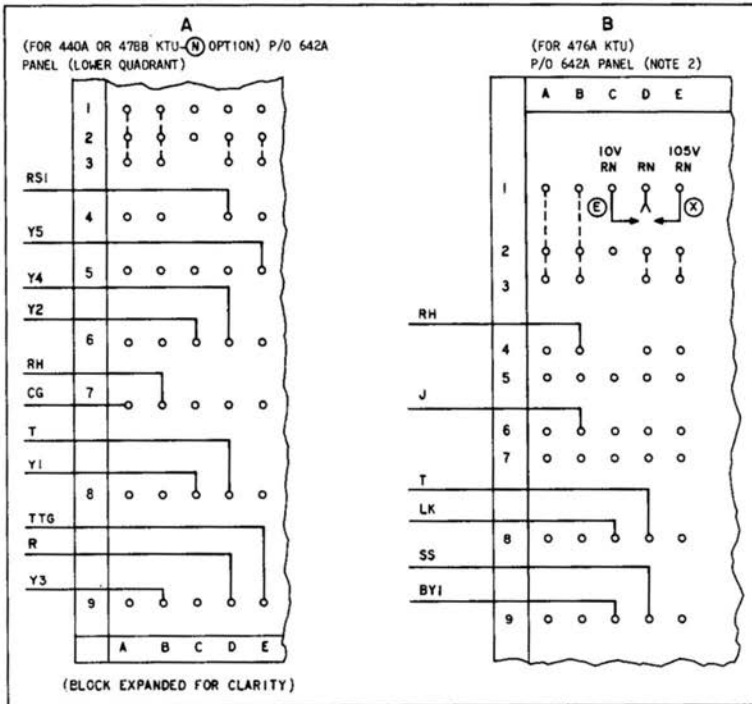 A
(FOR 440A OR 478B KTU-Ⓝ OPTION) P/O 642A
PANEL (LOWER QUADRANT)
1
2
3
RS1
4
Y5
5
Y4
Y2
6
RH
7
CG
T
Y1
8
TTG
R
Y3
9
A B C D E
(BLOCK EXPANDED FOR CLARITY)
B
(FOR 476A KTU)
P/O 642A PANEL (NOTE 2)
A B C D E
10V RN
RN
105V RN
1
Ⓔ Ⓧ
2
3
RH
4
5
J
6
7
T
LK
8
SS
BY1
9